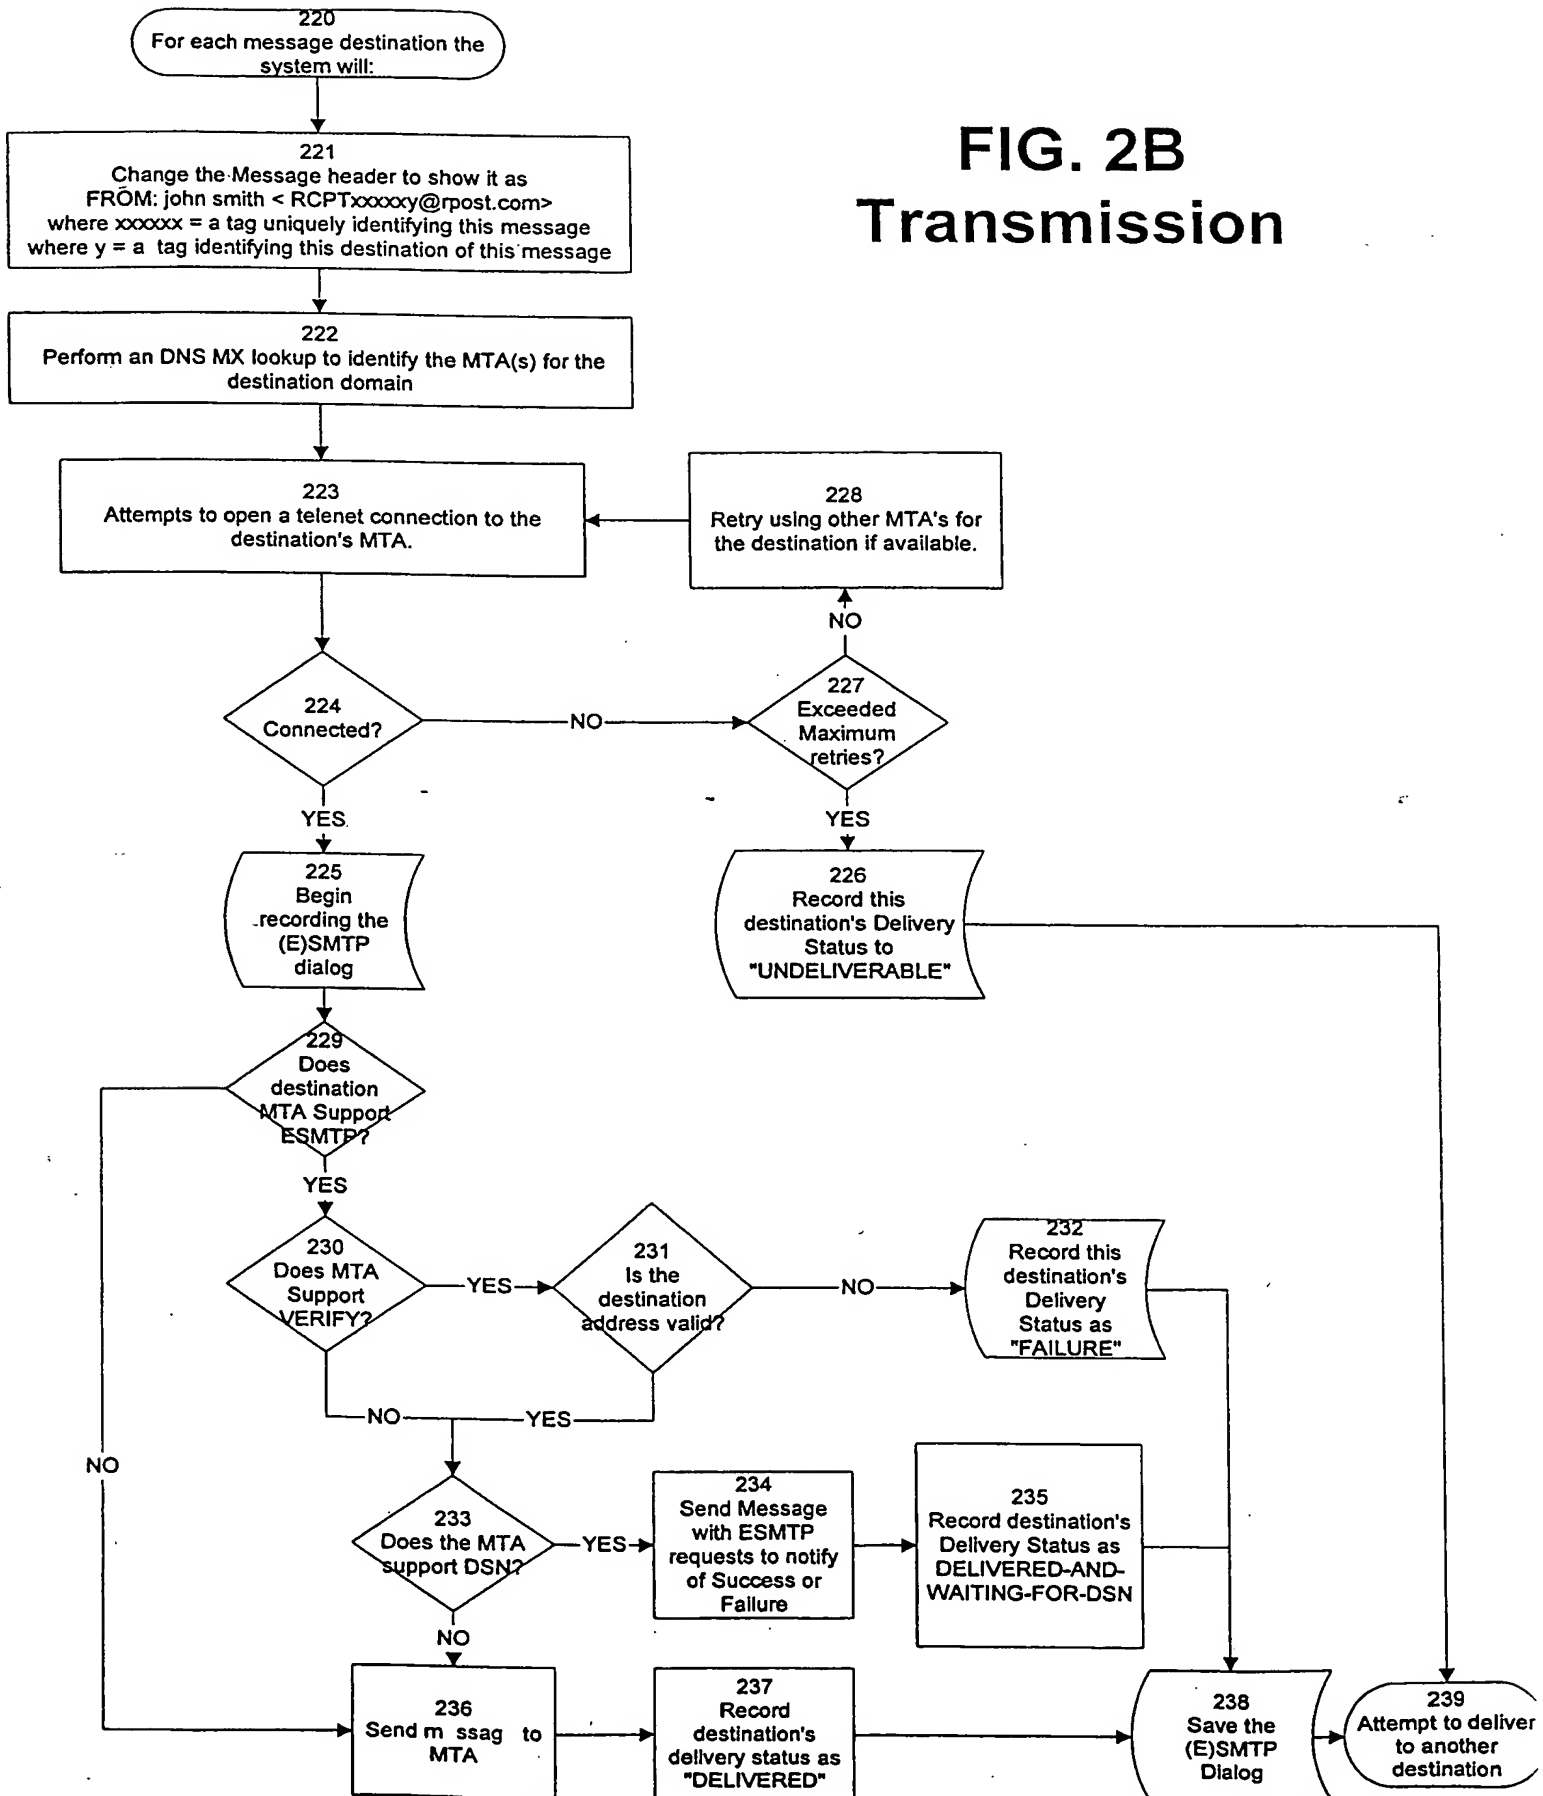 220
For each message destination the
system will:
FIG. 2B
Transmission
221
Change the Message header to show it as
FROM: john smith < RCPTxxxxxy@rpost.com>
where xxxxxx = a tag uniquely identifying this message
where y = a tag identifying this destination of this message
222
Perform an DNS MX lookup to identify the MTA(s) for the
destination domain
223
Attempts to open a telenet connection to the
destination's MTA.
228
Retry using other MTA's for
the destination if available.
NO
224
Connected?
NO
227
Exceeded
Maximum
retries?
YES
YES
225
Begin
recording the
(E)SMTP
dialog
226
Record this
destination's Delivery
Status to
"UNDELIVERABLE"
229
Does
destination
MTA Support
ESMTP?
YES
230
Does MTA
Support
VERIFY?
YES
231
Is the
destination
address valid?
NO
232
Record this
destination's
Delivery
Status as
"FAILURE"
NO
YES
NO
233
Does the MTA
support DSN?
YES
234
Send Message
with ESMTP
requests to notify
of Success or
Failure
235
Record destination's
Delivery Status as
DELIVERED-AND-
WAITING-FOR-DSN
NO
236
Send m ssag to
MTA
237
Record
destination's
delivery status as
"DELIVERED"
238
Save the
(E)SMTP
Dialog
239
Attempt to deliver
to another
destination